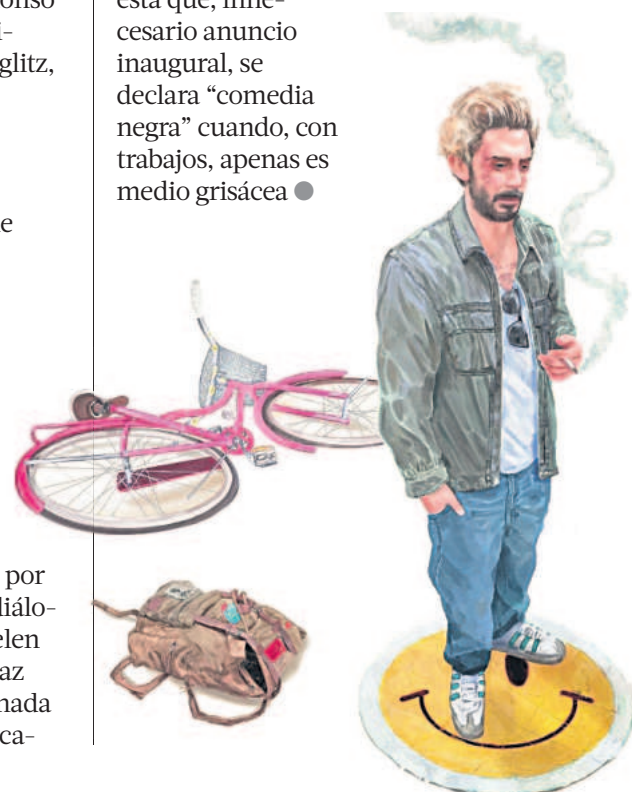 onso
i-
glitz,
e
por
diálo-
elen
az
nada
ca-
está que, inne-
cesario anuncio
inaugural, se
declara “comedia
negra” cuando, con
trabajos, apenas es
medio grisácea ●